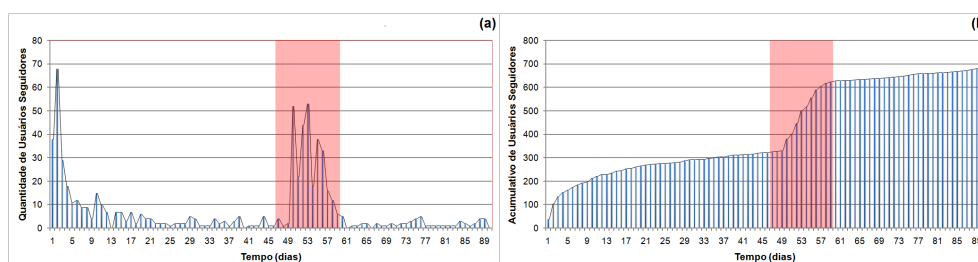 (a)
Quantidade de Usuários Seguidores
80
70
60
50
40
30
20
10
0
1 5 9 13 17 21 25 29 33 37 41 45 49 53 57 61 65 69 73 77 81 85 89
Tempo (dias)
Acumulativo de Usuários Seguidores
800
700
600
500
400
300
200
100
0
1 5 9 13 17 21 25 29 33 37 41 45 49 53 57 61 65 69 73 77 81 85
Tempo (dias)